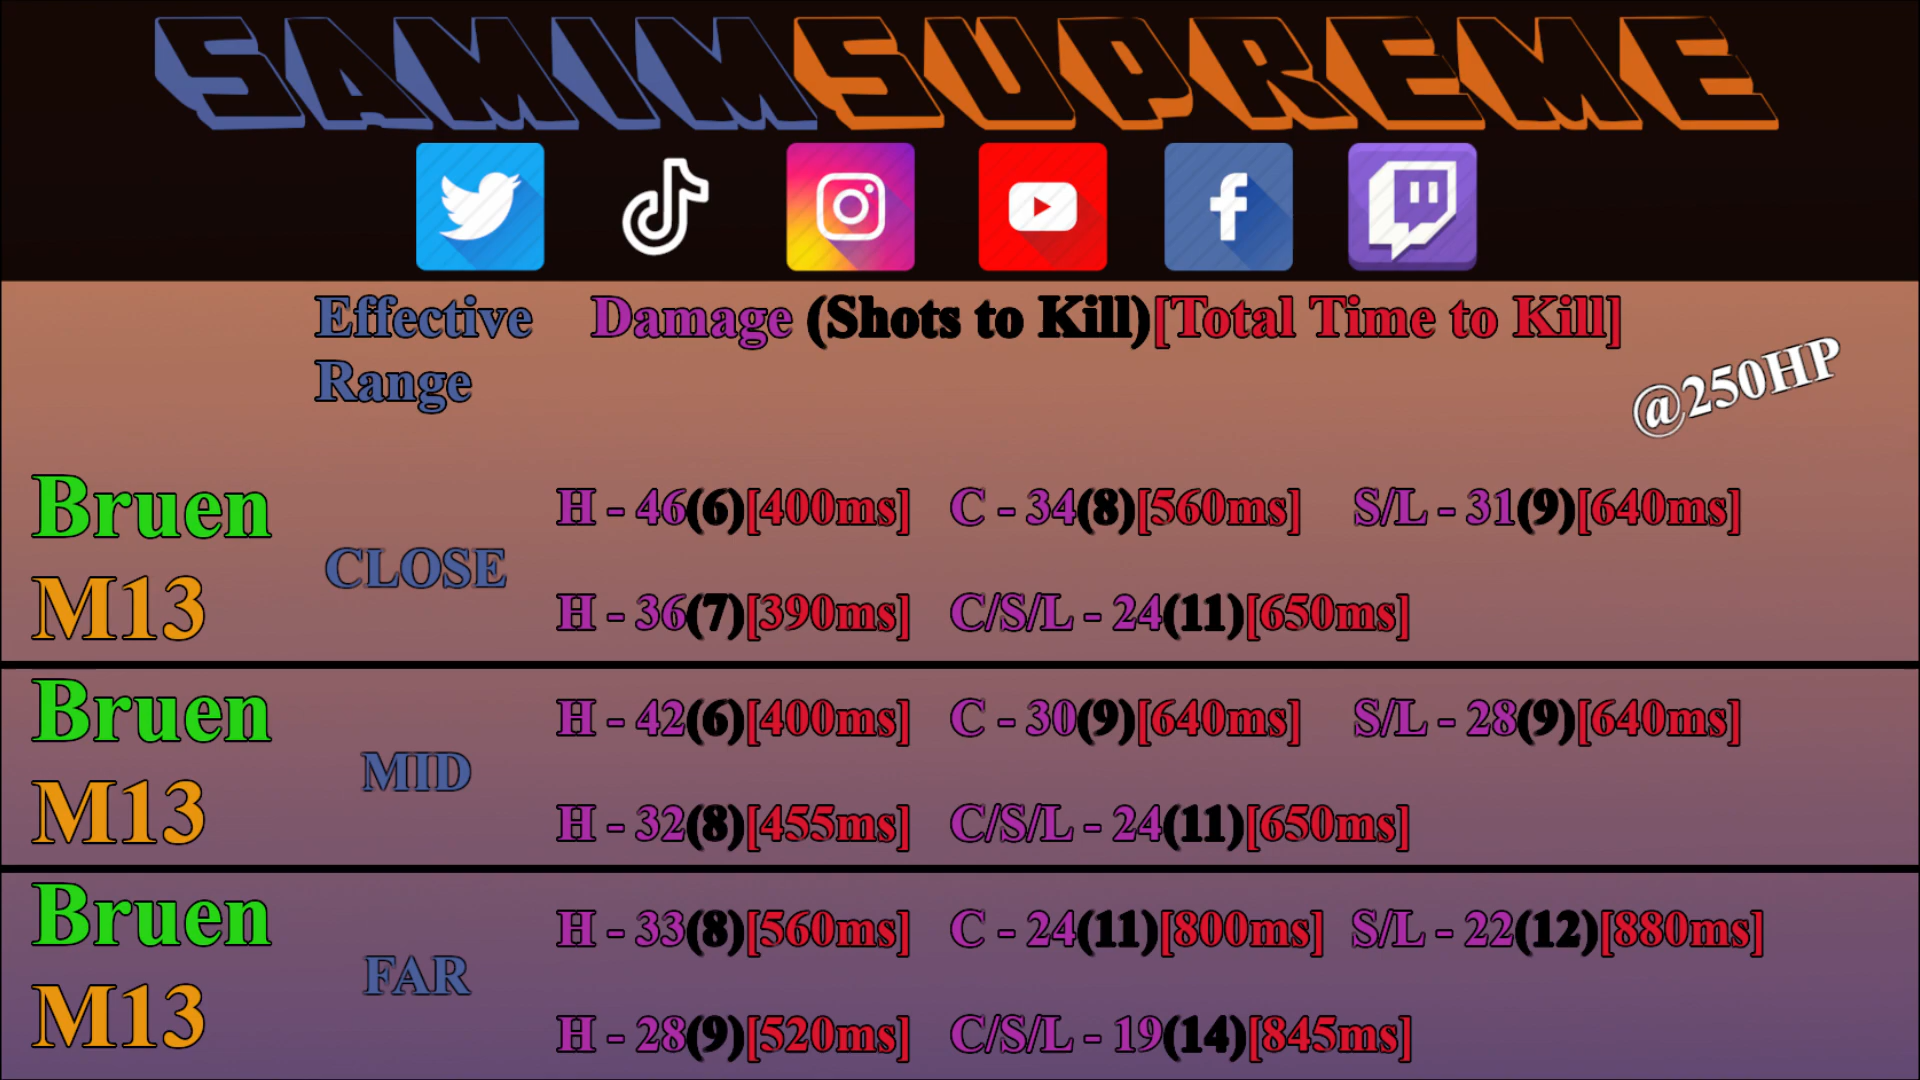 SAMIMSUPREME
Effective Damage (Shots to Kill)[Total Time to Kill]
Range
@250HP
Bruen H - 46(6)[400ms] C - 34(8)[560ms] S/L - 31(9)[640ms]
CLOSE
M13 H - 36(7)[390ms] C/S/L - 24(11)[650ms]
Bruen H - 42(6)[400ms] C - 30(9)[640ms] S/L - 28(9)[640ms]
MID
M13 H - 32(8)[455ms] C/S/L - 24(11)[650ms]
Bruen H - 33(8)[560ms] C - 24(11)[800ms] S/L - 22(12)[880ms]
FAR
M13 H - 28(9)[520ms] C/S/L - 19(14)[845ms]